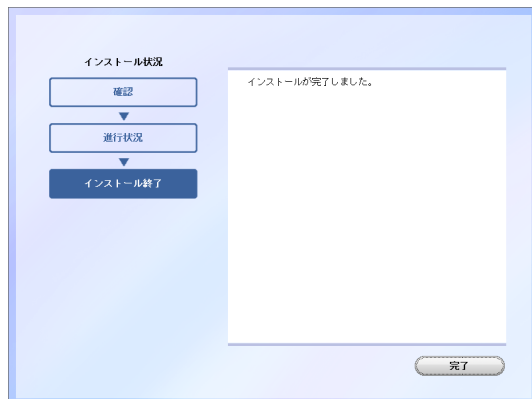 インストール状況
確認
進行状況
インストール終了
インストールが完了しました。
完了